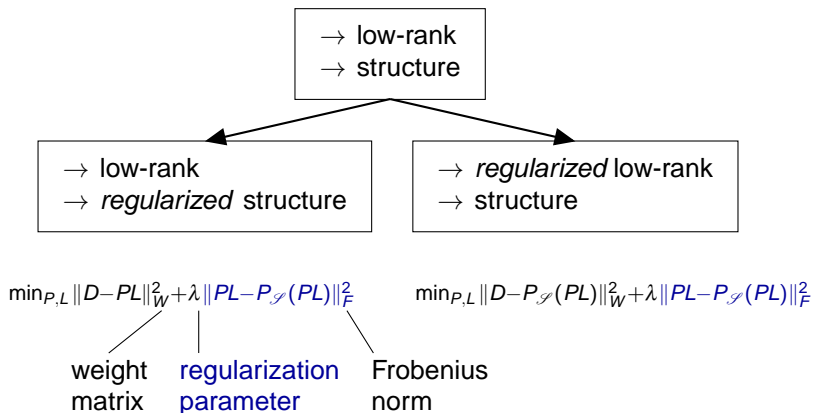 → low-rank
→ structure
→ low-rank
→ regularized structure
→ regularized low-rank
→ structure
min_{P,L} ‖D−PL‖²_W+λ‖PL−P_𝒮(PL)‖²_F
min_{P,L} ‖D−P_𝒮(PL)‖²_W+λ‖PL−P_𝒮(PL)‖²_F
weight
matrix
regularization
parameter
Frobenius
norm